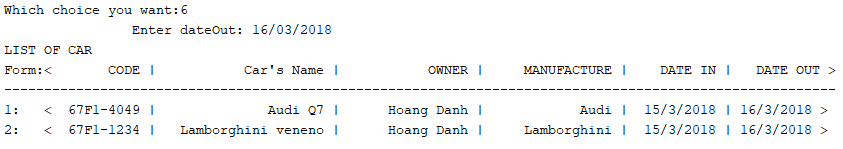 Which choice you want:6
Enter dateOut: 16/03/2018
LIST OF CAR
Form:< CODE | Car's Name | OWNER | MANUFACTURE | DATE IN | DATE OUT >
--------------------------------------------------------------------------------------------------------
1: < 67F1-4049 | Audi Q7 | Hoang Danh | Audi | 15/3/2018 | 16/3/2018 >
2: < 67F1-1234 | Lamborghini veneno | Hoang Danh | Lamborghini | 15/3/2018 | 16/3/2018 >